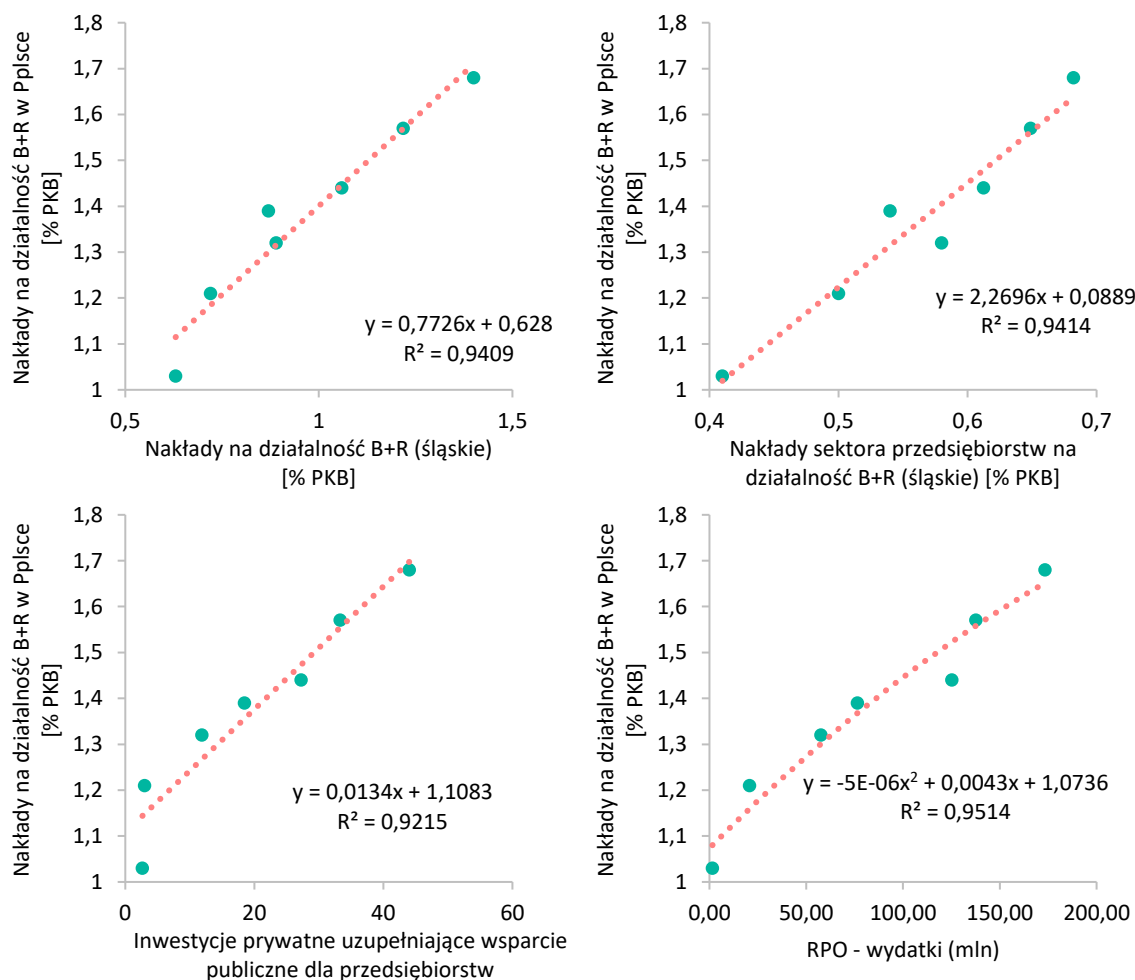 Nakłady na działalność B+R w Pplsce
[% PKB]
1,8
1,7
1,6
1,5
1,4
1,3
1,2
1,1
1
y = 0,7726x + 0,628
R² = 0,9409
0,5
1
1,5
Nakłady na działalność B+R (śląskie)
[% PKB]
Nakłady na działalność B+R w Pplsce
[% PKB]
1,8
1,7
1,6
1,5
1,4
1,3
1,2
1,1
1
y = 2,2696x + 0,0889
R² = 0,9414
0,4
0,5
0,6
0,7
Nakłady sektora przedsiębiorstw na
działalność B+R (śląskie) [% PKB]
Nakłady na działalność B+R w Pplsce
[% PKB]
1,8
1,7
1,6
1,5
1,4
1,3
1,2
1,1
1
y = 0,0134x + 1,1083
R² = 0,9215
0
20
40
60
Inwestycje prywatne uzupełniające wsparcie
publiczne dla przedsiębiorstw
Nakłady na działalność B+R w Pplsce
[% PKB]
1,8
1,7
1,6
1,5
1,4
1,3
1,2
1,1
1
y = -5E-06x² + 0,0043x + 1,0736
R² = 0,9514
0,00
50,00
100,00
150,00
200,00
RPO - wydatki (mln)